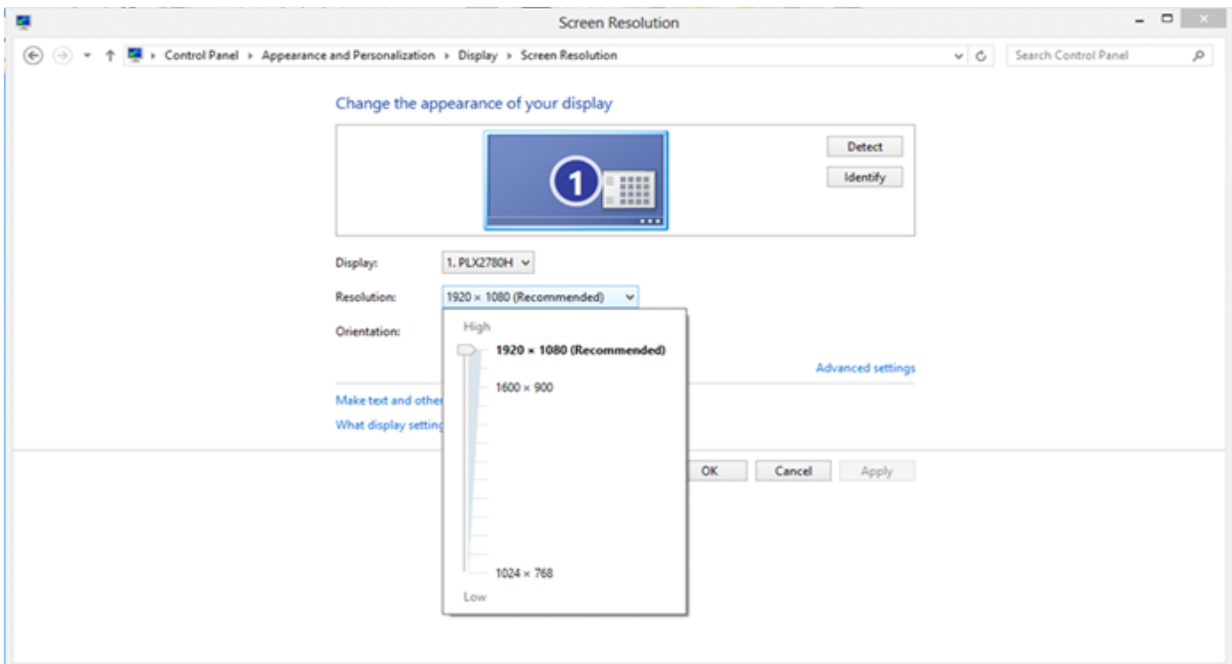 Screen Resolution
Control Panel Appearance and Personalization Display Screen Resolution Search Control Panel
Change the appearance of your display
1
Detect
Identify
Display: 1. PLX2780H
Resolution: 1920 × 1080 (Recommended)
Orientation:
High
1920 × 1080 (Recommended)
1600 × 900
Advanced settings
Make text and other
What display setting
OK Cancel Apply
1024 × 768
Low